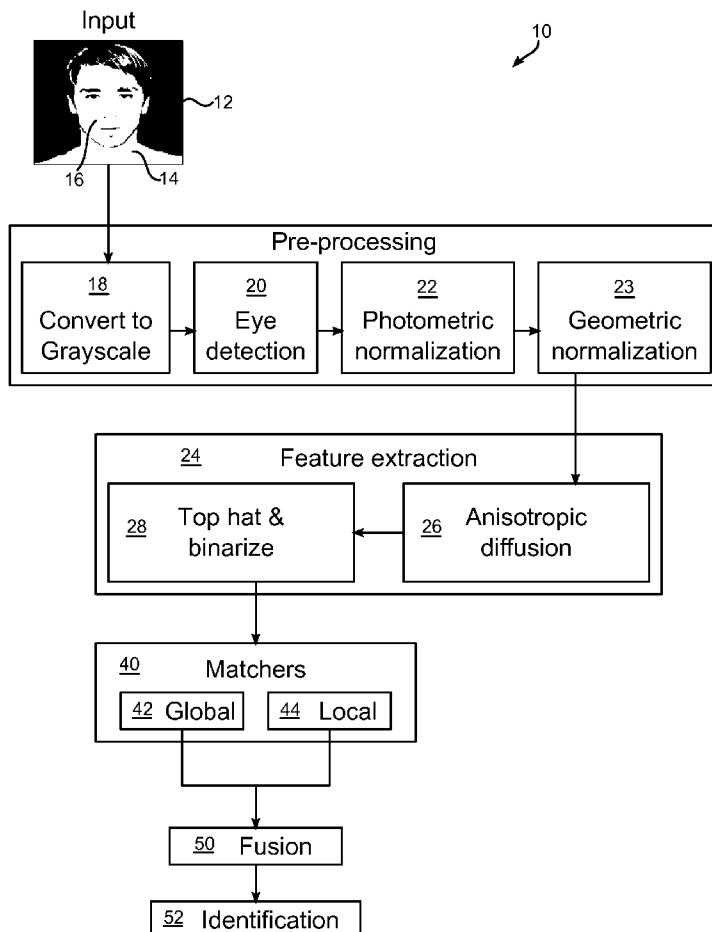 Input
10
12
16
14
Pre-processing
18
Convert to
Grayscale
20
Eye
detection
22
Photometric
normalization
23
Geometric
normalization
24 Feature extraction
28 Top hat &
binarize
26 Anisotropic
diffusion
40 Matchers
42 Global
44 Local
50 Fusion
52 Identification